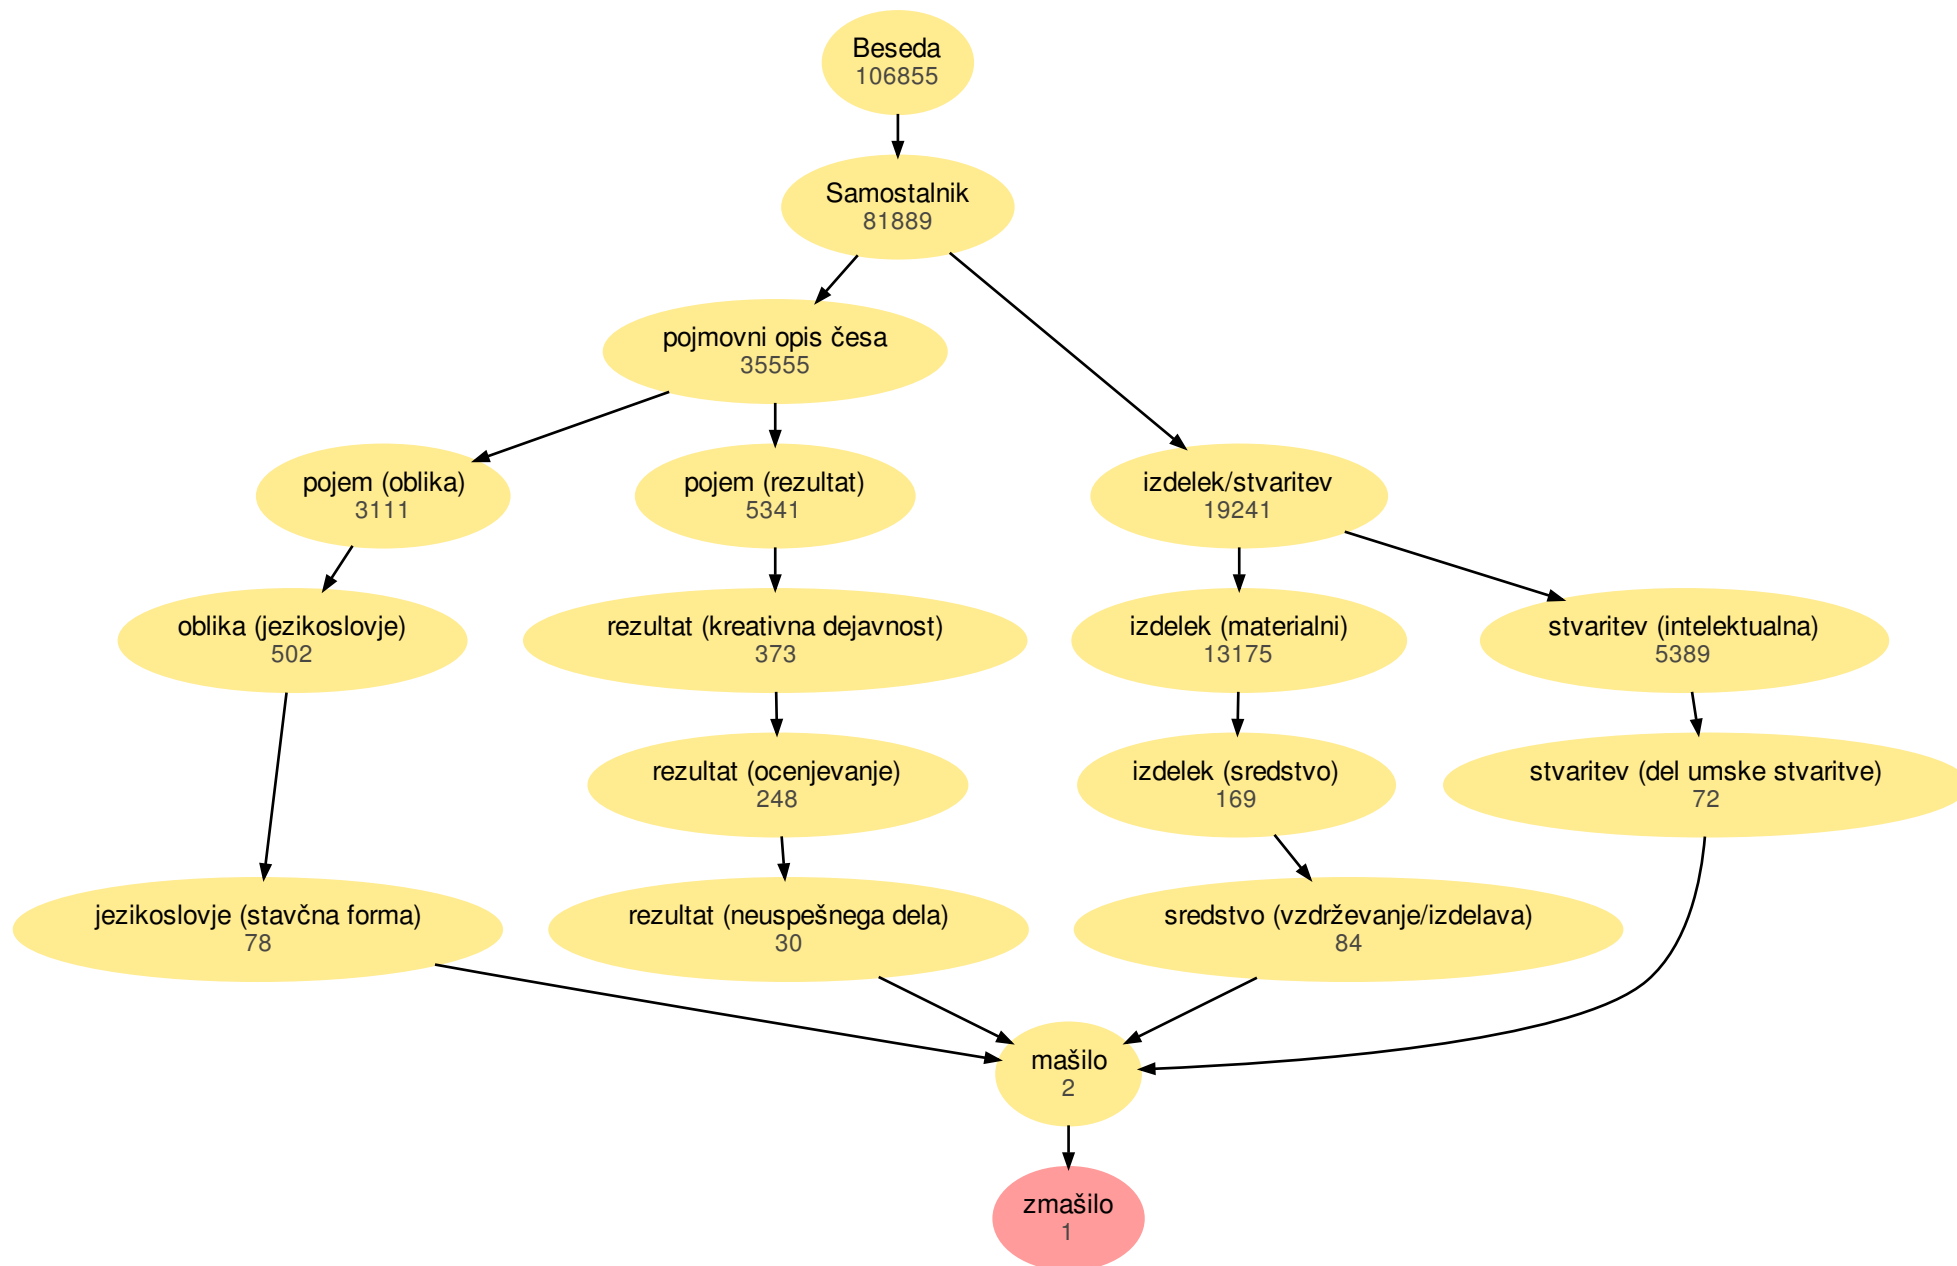 Beseda
106855
Samostalnik
81889
pojmovni opis česa
35555
pojem (oblika)
3111
pojem (rezultat)
5341
izdelek/stvaritev
19241
oblika (jezikoslovje)
502
rezultat (kreativna dejavnost)
373
izdelek (materialni)
13175
stvaritev (intelektualna)
5389
rezultat (ocenjevanje)
248
izdelek (sredstvo)
169
stvaritev (del umske stvaritve)
72
jezikoslovje (stavčna forma)
78
rezultat (neuspešnega dela)
30
sredstvo (vzdrževanje/izdelava)
84
mašilo
2
zmašilo
1